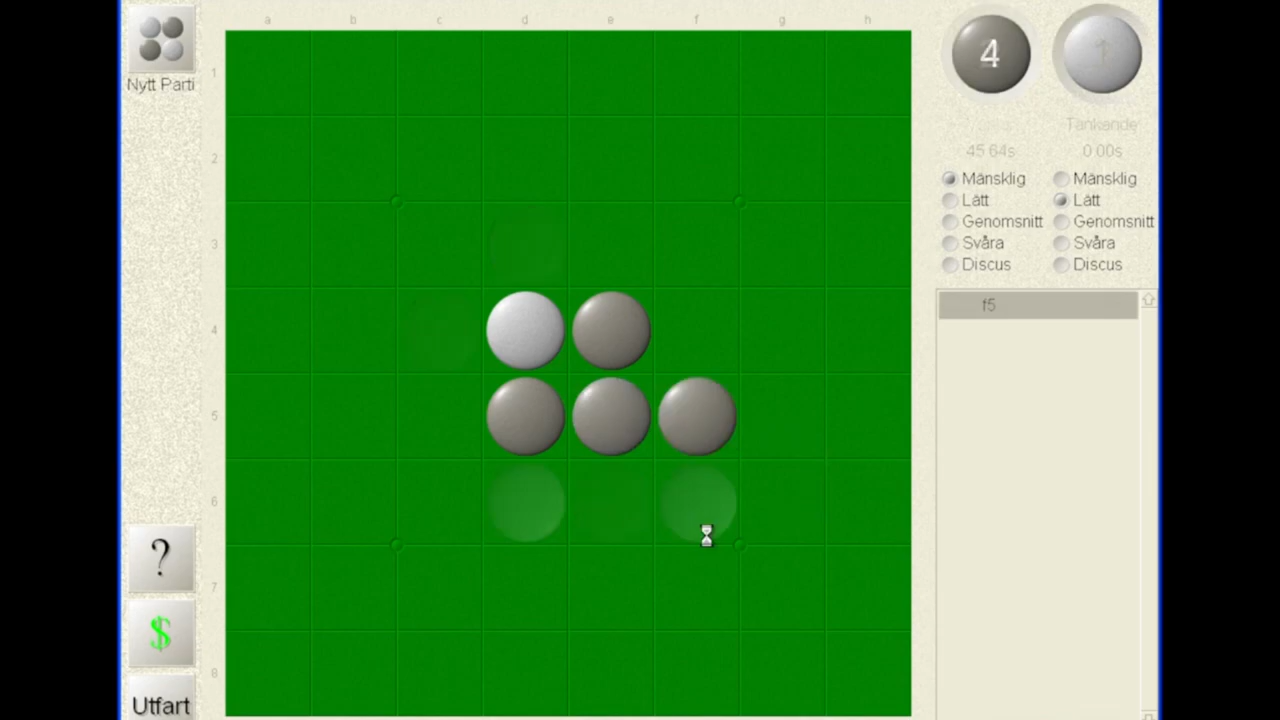 a b c d e f g h
1
2
3
4
5
6
7
8
Nytt Parti
?
$
Utfart
4 1
Tänkande
45.64s 0.00s
Mänsklig Mänsklig
Lätt Lätt
Genomsnitt Genomsnitt
Svåra Svåra
Discus Discus
f5